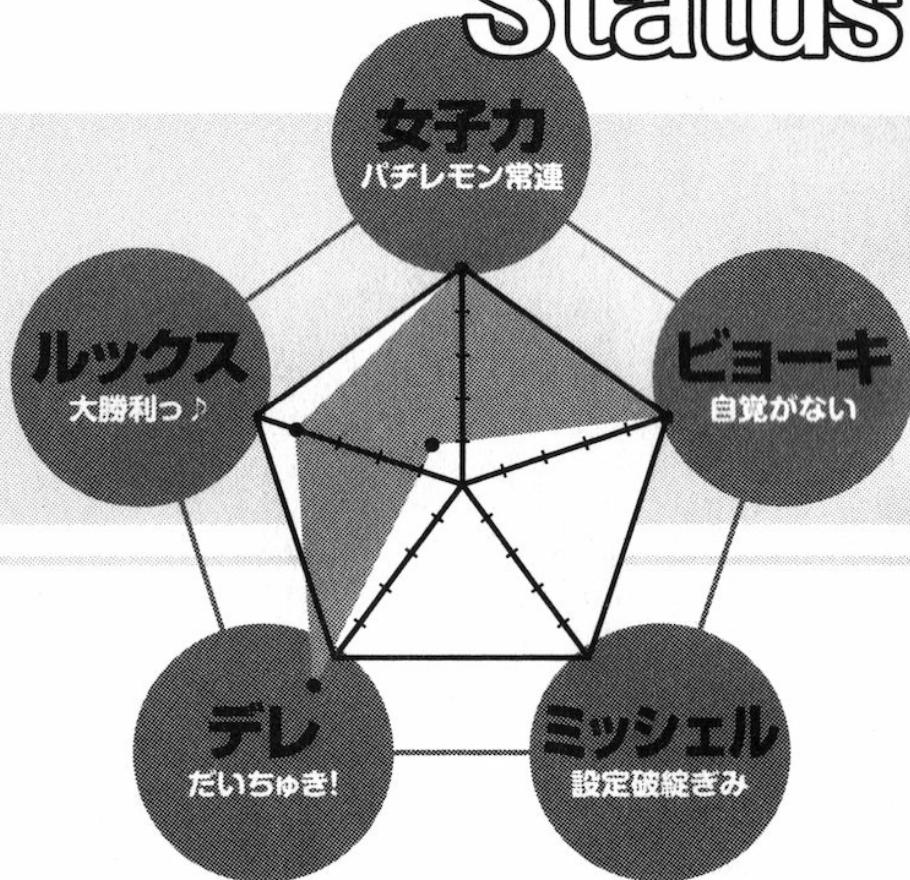 Status
女子力
パチレモン常連
ルックス
大勝利っ♪
ビョーキ
自覚がない
デレ
だいちゅき!
ミッシェル
設定破綻ぎみ